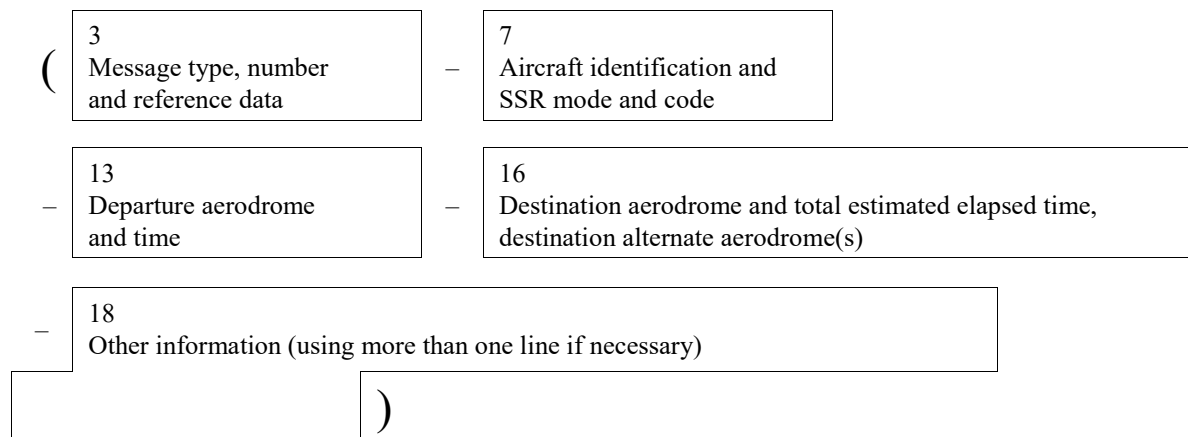 (
3
Message type, number
and reference data
–
7
Aircraft identification and
SSR mode and code
–
13
Departure aerodrome
and time
–
16
Destination aerodrome and total estimated elapsed time,
destination alternate aerodrome(s)
–
18
Other information (using more than one line if necessary)
)